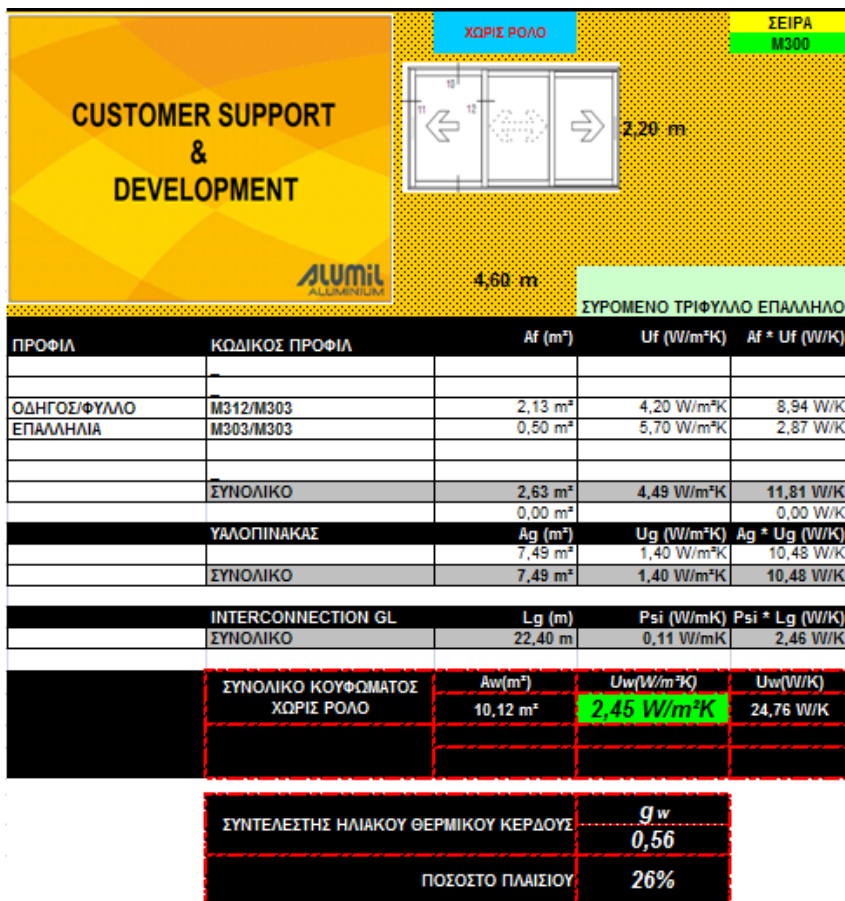 ΧΩΡΙΣ ΡΟΛΟ
ΣΕΙΡΑ
M300
CUSTOMER SUPPORT
&
DEVELOPMENT
ALUMIL
ALUMINIUM
10
11
13
2,20 m
4,60 m
ΣΥΡΟΜΕΝΟ ΤΡΙΦΥΛΛΟ ΕΠΑΛΛΗΛΟ
ΠΡΟΦΙΛ ΚΩΔΙΚΟΣ ΠΡΟΦΙΛ Af (m²) Uf (W/m²K) Af * Uf (W/K)
_
_
ΟΔΗΓΟΣ/ΦΥΛΛΟ M312/M303 2,13 m² 4,20 W/m²K 8,94 W/K
ΕΠΑΛΛΗΛΙΑ M303/M303 0,50 m² 5,70 W/m²K 2,87 W/K
_
ΣΥΝΟΛΙΚΟ 2,63 m² 4,49 W/m²K 11,81 W/K
0,00 m² 0,00 W/K
ΥΑΛΟΠΙΝΑΚΑΣ Ag (m²) Ug (W/m²K) Ag * Ug (W/K)
7,49 m² 1,40 W/m²K 10,48 W/K
ΣΥΝΟΛΙΚΟ 7,49 m² 1,40 W/m²K 10,48 W/K
INTERCONNECTION GL Lg (m) Psi (W/mK) Psi * Lg (W/K)
ΣΥΝΟΛΙΚΟ 22,40 m 0,11 W/mK 2,46 W/K
ΣΥΝΟΛΙΚΟ ΚΟΥΦΩΜΑΤΟΣ Aw(m²) Uw(W/m²K) Uw(W/K)
ΧΩΡΙΣ ΡΟΛΟ 10,12 m² 2,45 W/m²K 24,76 W/K
ΣΥΝΤΕΛΕΣΤΗΣ ΗΛΙΑΚΟΥ ΘΕΡΜΙΚΟΥ ΚΕΡΔΟΥΣ gw
0,56
ΠΟΣΟΣΤΟ ΠΛΑΙΣΙΟΥ 26%